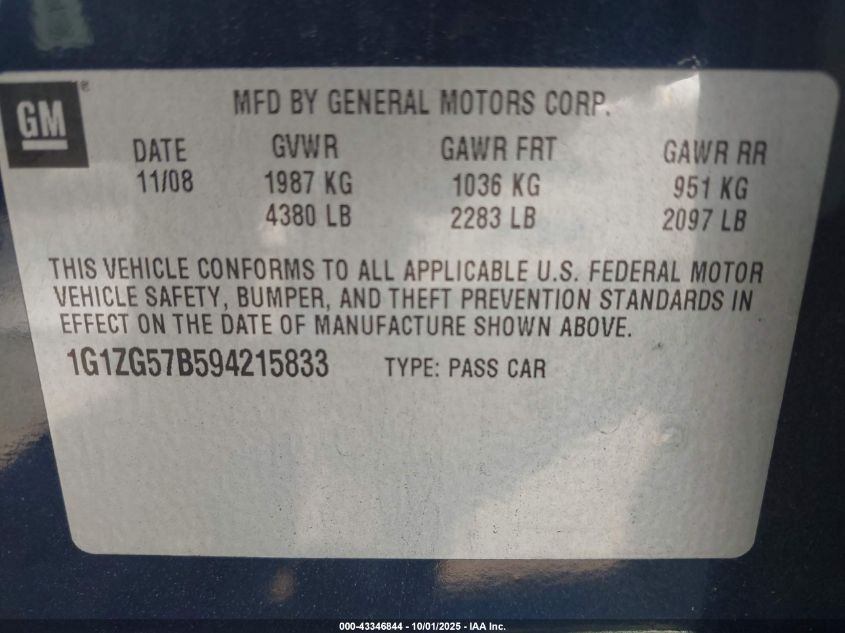 GM®
MFD BY GENERAL MOTORS CORP.
DATE GVWR GAWR FRT GAWR RR
11/08 1987 KG 1036 KG 951 KG
4380 LB 2283 LB 2097 LB
THIS VEHICLE CONFORMS TO ALL APPLICABLE U.S. FEDERAL MOTOR
VEHICLE SAFETY, BUMPER, AND THEFT PREVENTION STANDARDS IN
EFFECT ON THE DATE OF MANUFACTURE SHOWN ABOVE.
1G1ZG57B594215833 TYPE: PASS CAR
000-43346844 - 10/01/2025 - IAA Inc.